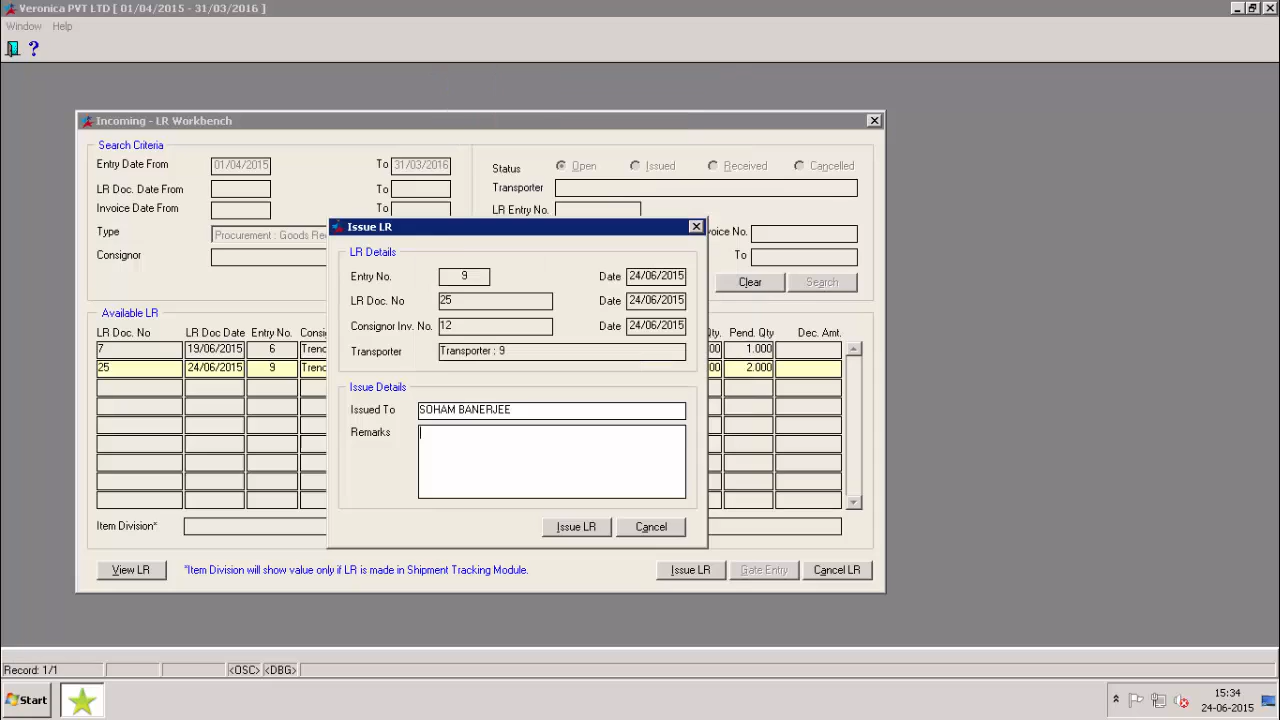 Veronica PVT LTD [ 01/04/2015 - 31/03/2016 ]
Window Help
?
Incoming - LR Workbench
Search Criteria
Entry Date From 01/04/2015 To 31/03/2016
LR Doc. Date From To
Invoice Date From To
Type Procurement : Goods
Consignor
Status Open Issued Received Cancelled
Transporter
LR Entry No.
voice No.
To
Clear Search
Issue LR
LR Details
Entry No. 9 Date 24/06/2015
LR Doc. No 25 Date 24/06/2015
Consignor Inv. No. 12 Date 24/06/2015
Transporter Transporter : 9
Issue Details
Issued To SOHAM BANERJEE
Remarks
Issue LR Cancel
Available LR
LR Doc. No LR Doc Date Entry No. Qty. Pend. Qty Dec. Amt.
7 19/06/2015 6 00 1.000
25 24/06/2015 9 00 2.000
Item Division*
View LR *Item Division will show value only if LR is made in Shipment Tracking Module. Issue LR Gate Entry Cancel LR
Record: 1/1 <OSC> <DBG>
Start 15:34
24-06-2015